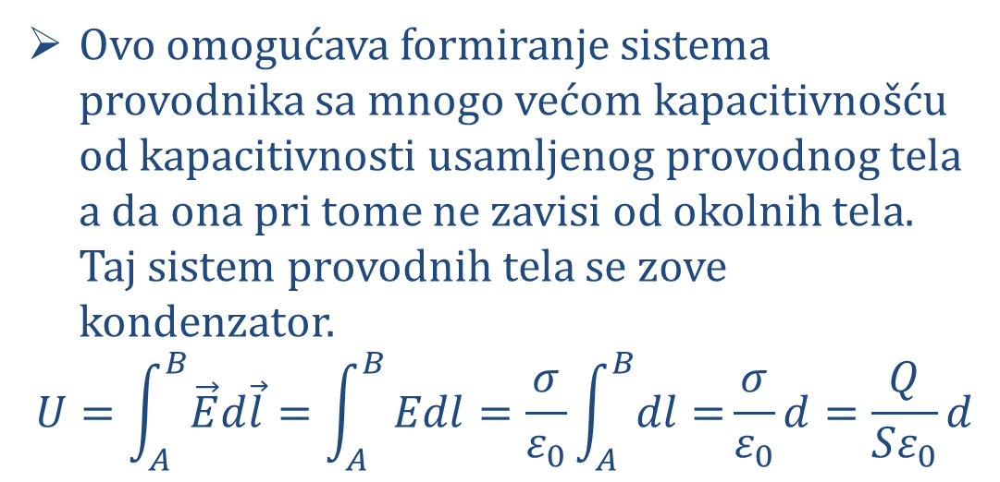 ➢ Ovo omogućava formiranje sistema
provodnika sa mnogo većom kapacitivnošću
od kapacitivnosti usamljenog provodnog tela
a da ona pri tome ne zavisi od okolnih tela.
Taj sistem provodnih tela se zove
kondenzator.
$U = \int_A^B \vec{E} d\vec{l} = \int_A^B E dl = \frac{\sigma}{\varepsilon_0} \int_A^B dl = \frac{\sigma}{\varepsilon_0} d = \frac{Q}{S\varepsilon_0} d$